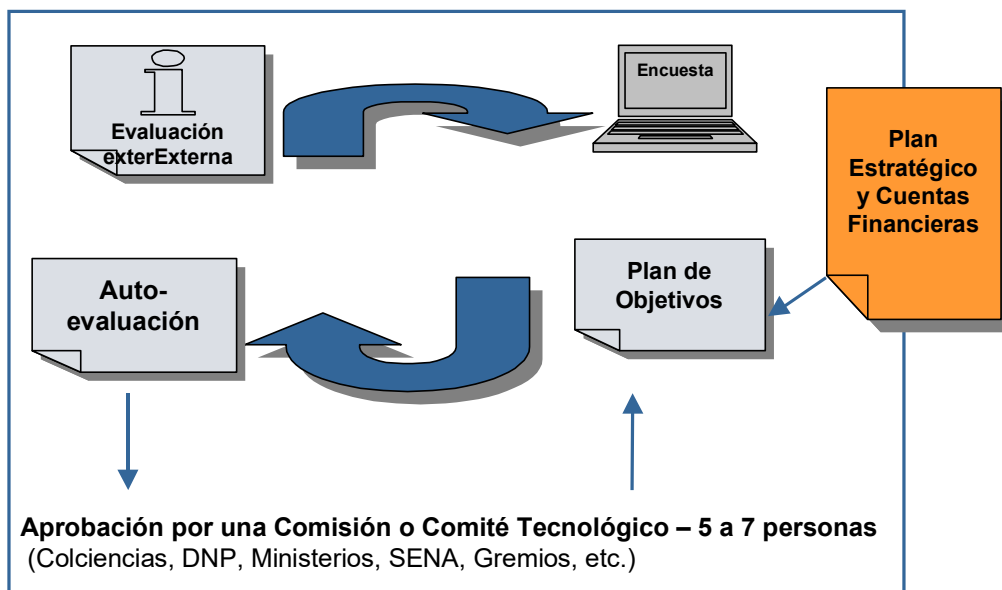 Evaluación
exterExterna
Encuesta
Plan
Estratégico
y Cuentas
Financieras
Auto-
evaluación
Plan de
Objetivos
Aprobación por una Comisión o Comité Tecnológico – 5 a 7 personas
(Colciencias, DNP, Ministerios, SENA, Gremios, etc.)